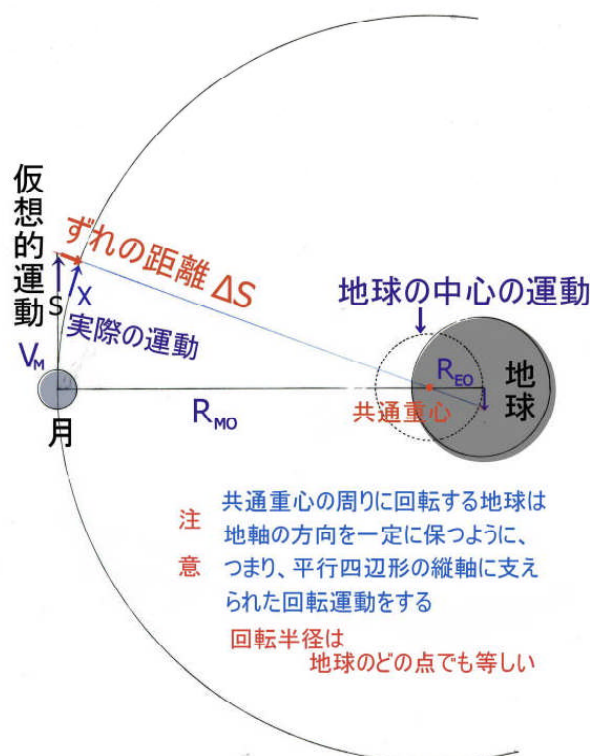 仮想的運動
ずれの距離 ΔS
S
X
実際の運動
V_M
月
R_MO
地球の中心の運動
R_EO
地球
共通重心
注意
共通重心の周りに回転する地球は
地軸の方向を一定に保つように、
つまり、平行四辺形の縦軸に支え
られた回転運動をする
回転半径は
地球のどの点でも等しい